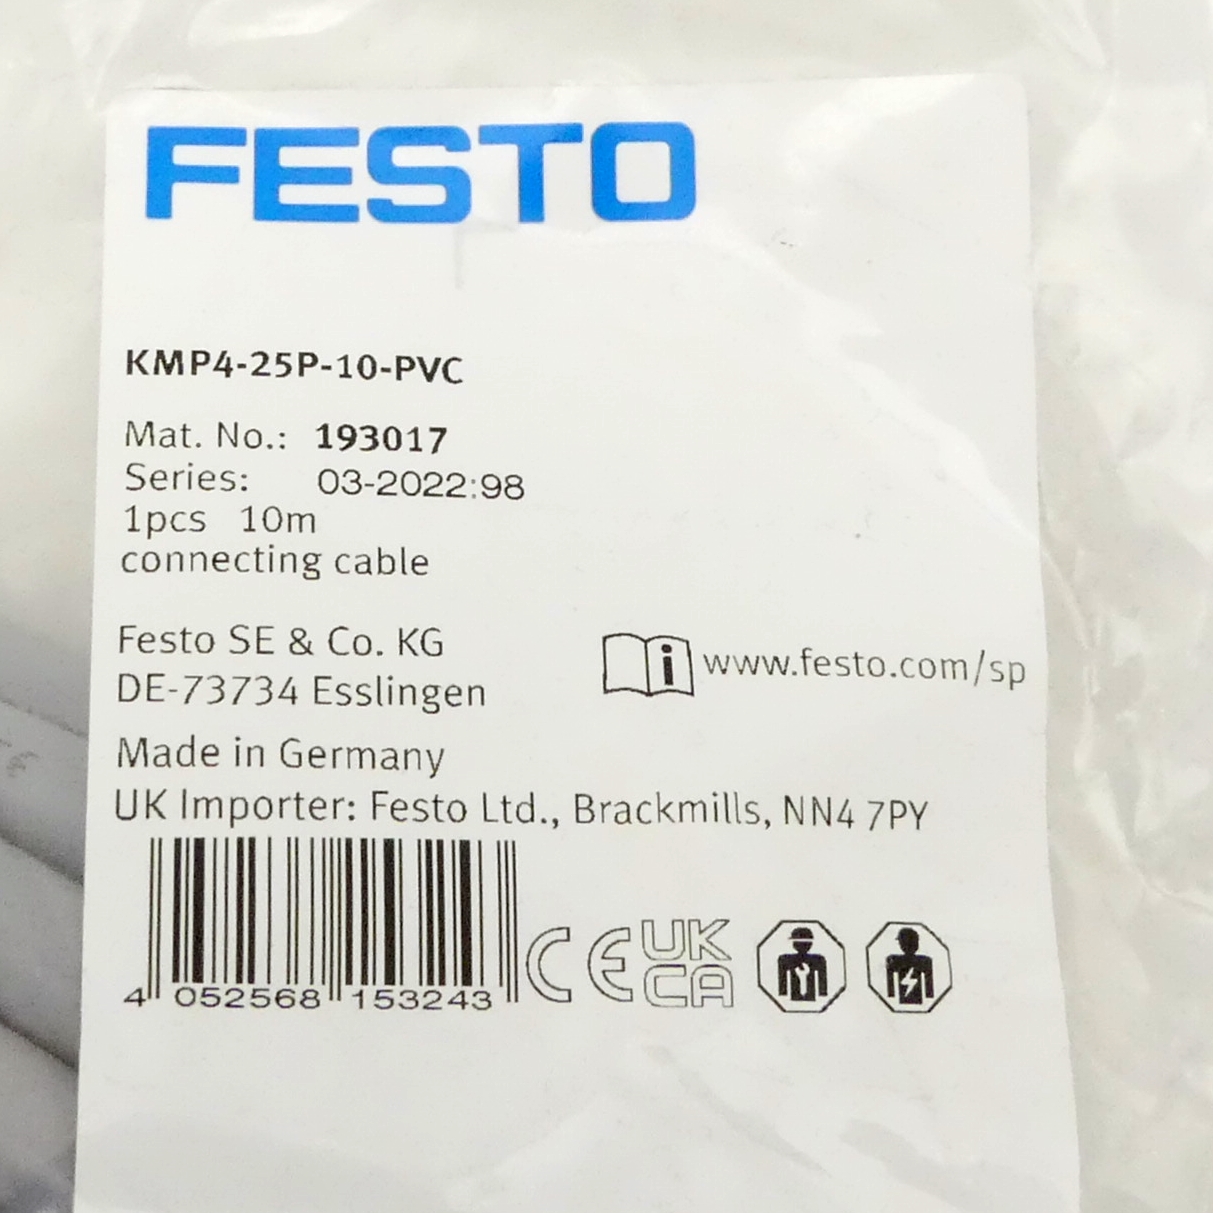 FESTO
KMP4-25P-10-PVC
Mat. No.: 193017
Series: 03-2022:98
1pcs 10m
connecting cable
Festo SE & Co. KG
DE-73734 Esslingen
www.festo.com/sp
Made in Germany
UK Importer: Festo Ltd., Brackmills, NN4 7PY
4 052568 153243
CE UK
CA